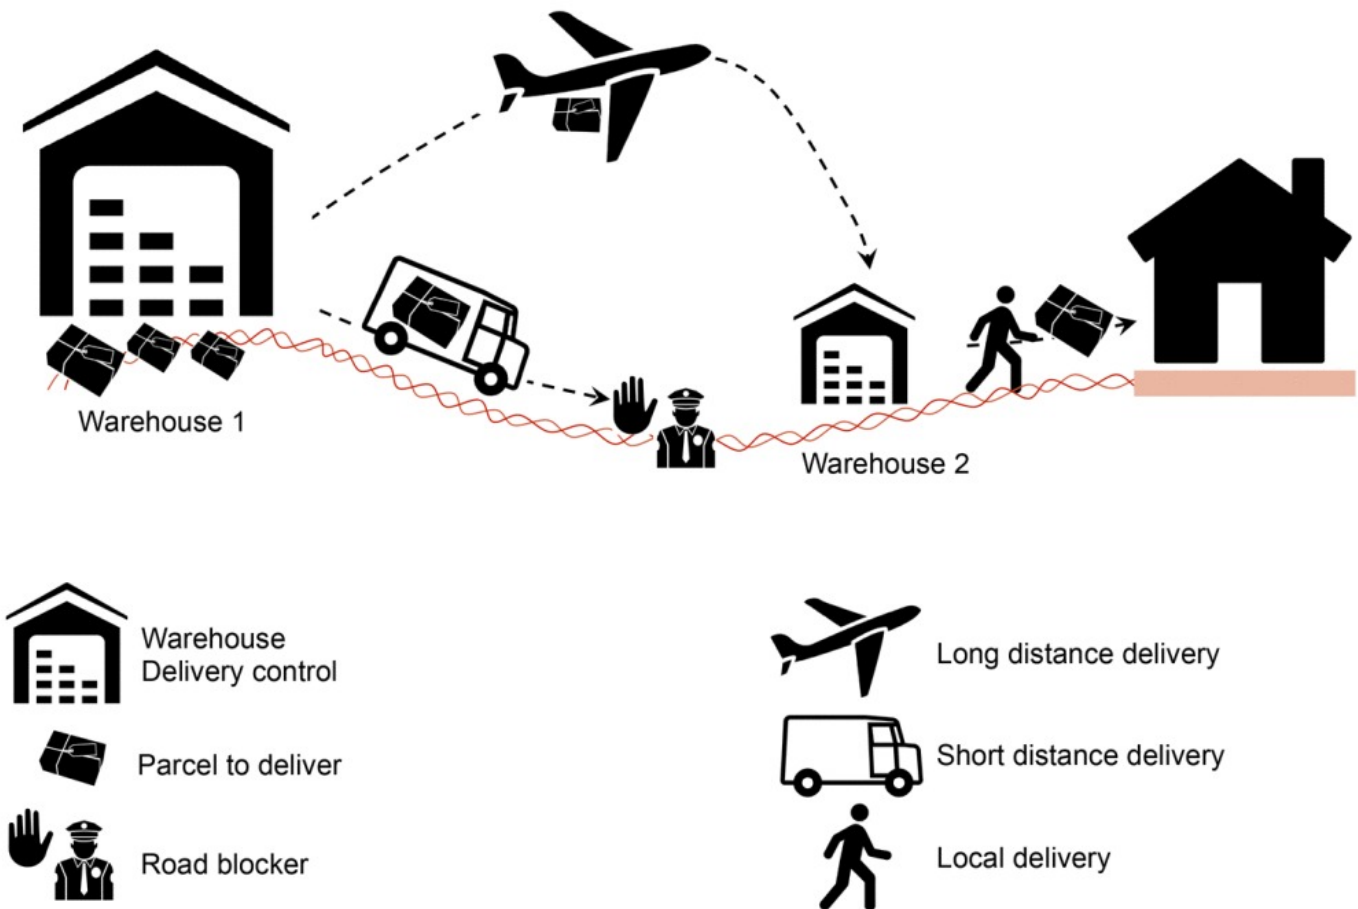 Warehouse 1
Warehouse 2
Warehouse
Delivery control
Parcel to deliver
Road blocker
Long distance delivery
Short distance delivery
Local delivery